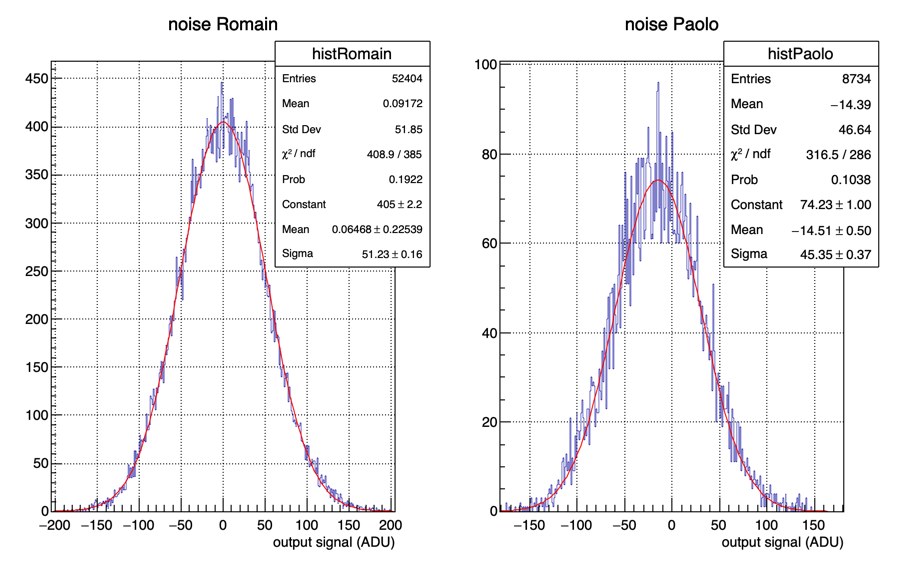 noise Romain
histRomain
Entries 52404
Mean 0.09172
Std Dev 51.85
χ² / ndf 408.9 / 385
Prob 0.1922
Constant 405 ± 2.2
Mean 0.06468 ± 0.22539
Sigma 51.23 ± 0.16
450
400
350
300
250
200
150
100
50
0
−200 −150 −100 −50 0 50 100 150 200
output signal (ADU)
noise Paolo
histPaolo
Entries 8734
Mean −14.39
Std Dev 46.64
χ² / ndf 316.5 / 286
Prob 0.1038
Constant 74.23 ± 1.00
Mean −14.51 ± 0.50
Sigma 45.35 ± 0.37
100
80
60
40
20
0
−150 −100 −50 0 50 100 150
output signal (ADU)